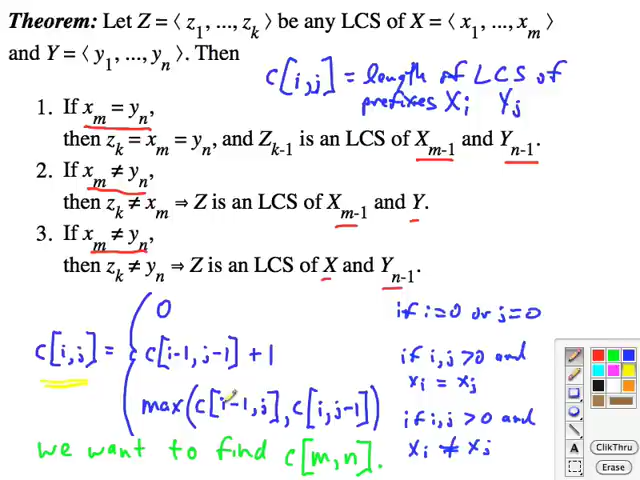 Theorem: Let Z = ⟨ z1, ..., zk ⟩ be any LCS of X = ⟨ x1, ..., xm ⟩
and Y = ⟨ y1, ..., yn ⟩. Then
c[i,j] = length of LCS of
prefixes Xi Yj
1. If xm = yn,
then zk = xm = yn, and Zk-1 is an LCS of Xm-1 and Yn-1.
2. If xm ≠ yn,
then zk ≠ xm ⇒ Z is an LCS of Xm-1 and Y.
3. If xm ≠ yn,
then zk ≠ yn ⇒ Z is an LCS of X and Yn-1.
0 if i=0 or j=0
c[i,j] = { c[i-1,j-1] + 1 if i,j >0 and
xi = xj
max(c[i-1,j], c[i,j-1]) if i,j >0 and
xi ≠ xj
we want to find c[m,n].
A
ClikThru
Erase